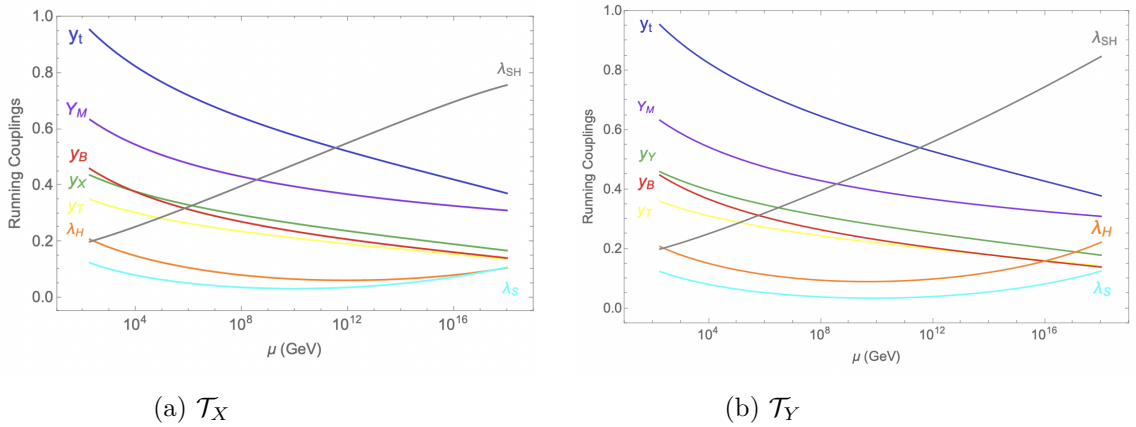 1.0
0.8
0.6
0.4
0.2
0.0
Running Couplings
y_t
Y_M
y_B
y_X
y_T
λ_H
λ_SH
λ_S
10^4
10^8
10^12
10^16
μ (GeV)
(a) 𝒯_X
1.0
0.8
0.6
0.4
0.2
0.0
Running Couplings
y_t
Y_M
y_Y
y_B
y_T
λ_SH
λ_H
λ_S
10^4
10^8
10^12
10^16
μ (GeV)
(b) 𝒯_Y